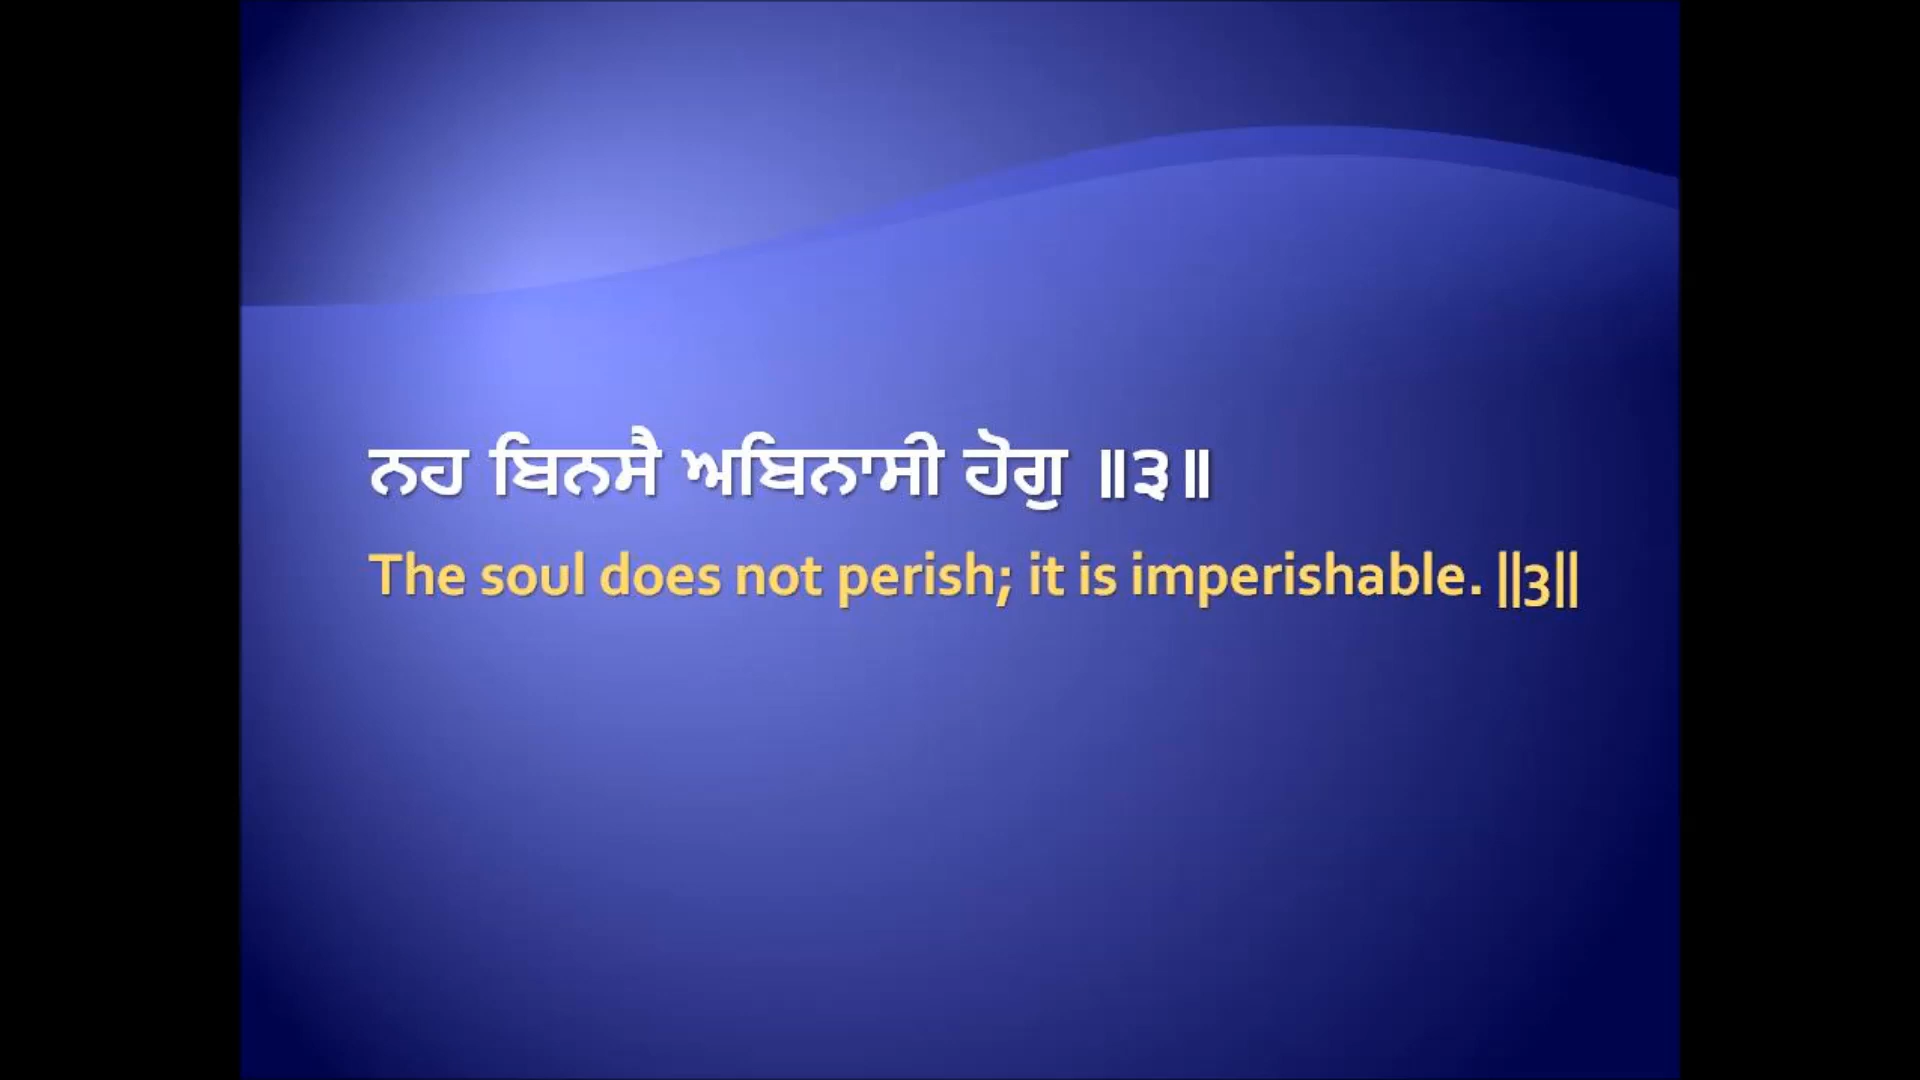 ਨਹ ਬਿਨਸੈ ਅਬਿਨਾਸੀ ਹੋਗੁ ॥੩॥
The soul does not perish; it is imperishable. ||3||